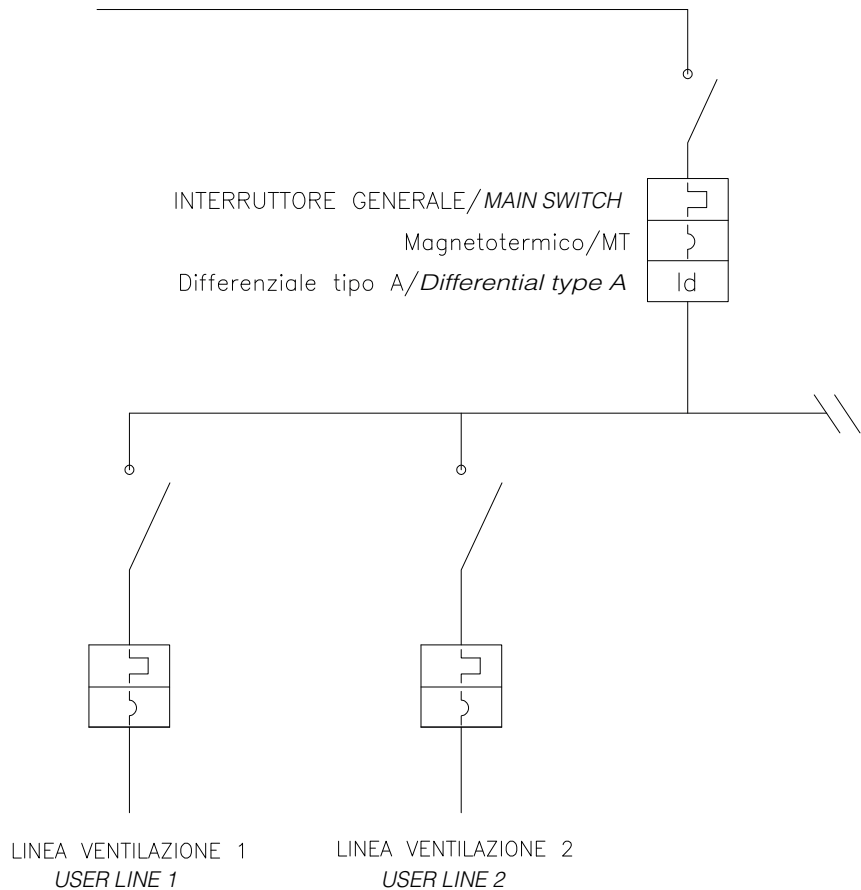 INTERRUTTORE GENERALE/MAIN SWITCH
Magnetotermico/MT
Differenziale tipo A/Differential type A
Id
LINEA VENTILAZIONE 1
USER LINE 1
LINEA VENTILAZIONE 2
USER LINE 2